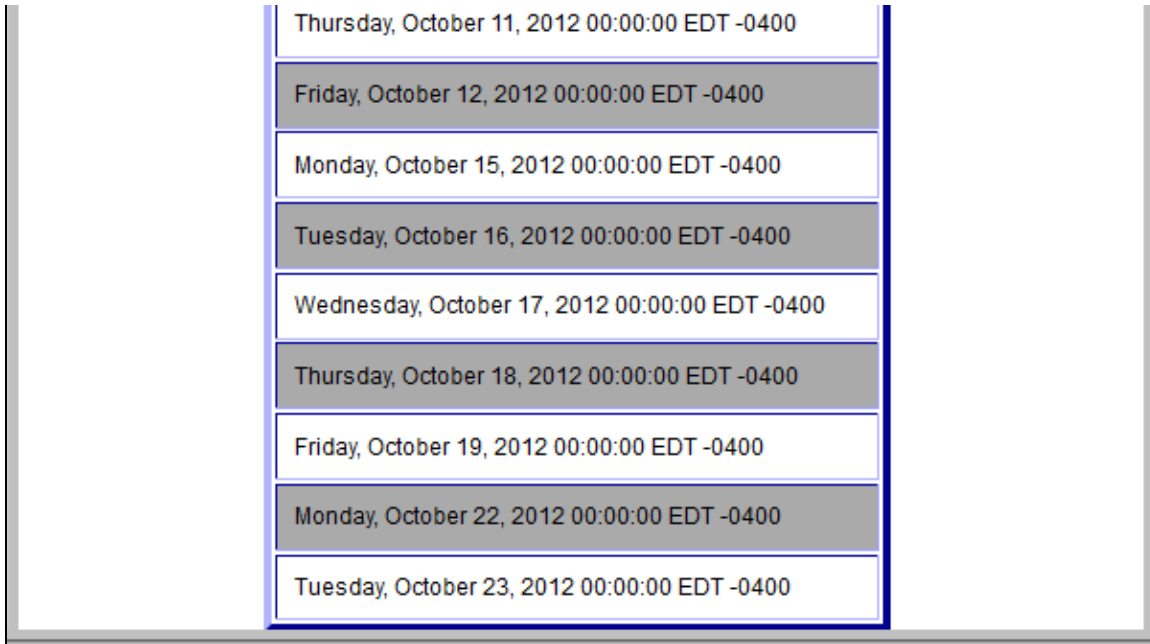 Thursday, October 11, 2012 00:00:00 EDT -0400
Friday, October 12, 2012 00:00:00 EDT -0400
Monday, October 15, 2012 00:00:00 EDT -0400
Tuesday, October 16, 2012 00:00:00 EDT -0400
Wednesday, October 17, 2012 00:00:00 EDT -0400
Thursday, October 18, 2012 00:00:00 EDT -0400
Friday, October 19, 2012 00:00:00 EDT -0400
Monday, October 22, 2012 00:00:00 EDT -0400
Tuesday, October 23, 2012 00:00:00 EDT -0400